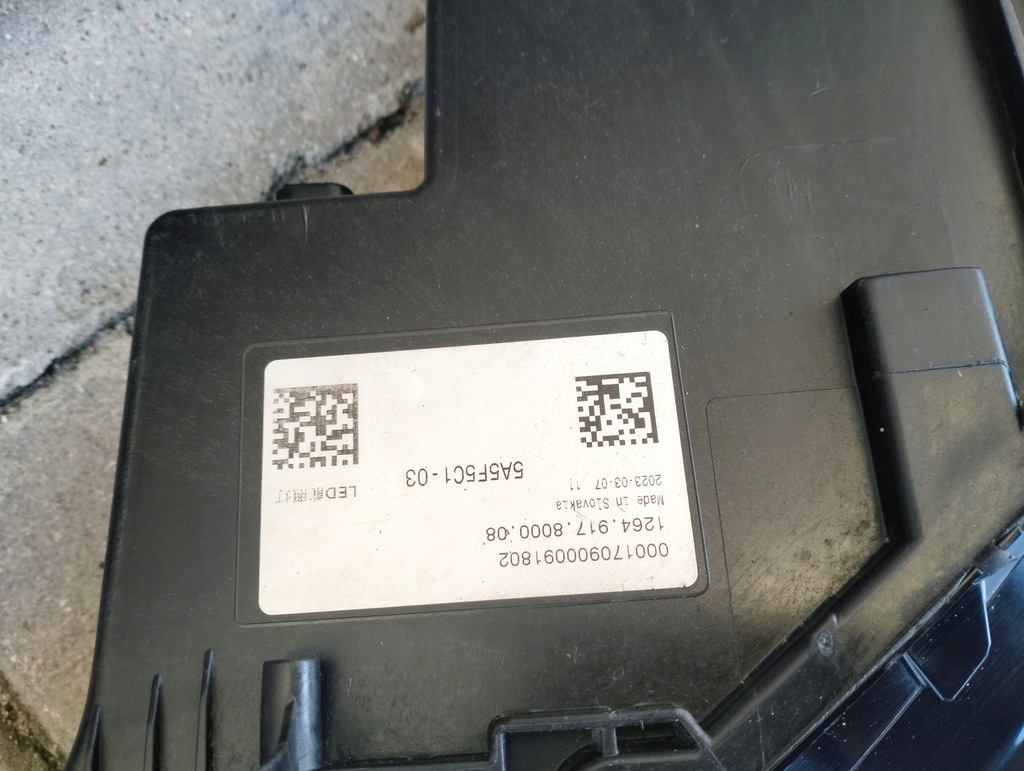 0001709000091802
1264.917.8000.08
Made in Slovakia
2023-03-07 11
5A5F5C1-03
LED前照灯